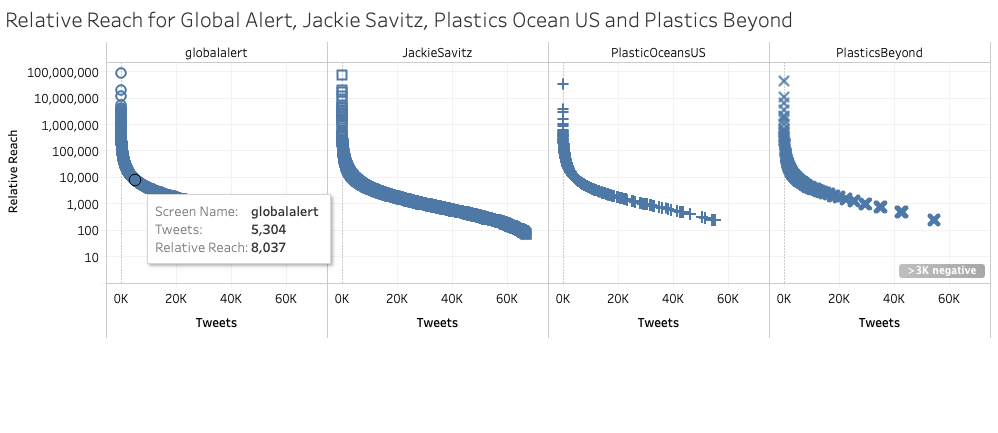 Relative Reach for Global Alert, Jackie Savitz, Plastics Ocean US and Plastics Beyond
globalalert JackieSavitz PlasticOceansUS PlasticsBeyond
Relative Reach
100,000,000
10,000,000
1,000,000
100,000
10,000
1,000
100
10
Screen Name: globalalert
Tweets: 5,304
Relative Reach: 8,037
>3K negative
0K 20K 40K 60K 0K 20K 40K 60K 0K 20K 40K 60K 0K 20K 40K 60K
Tweets Tweets Tweets Tweets